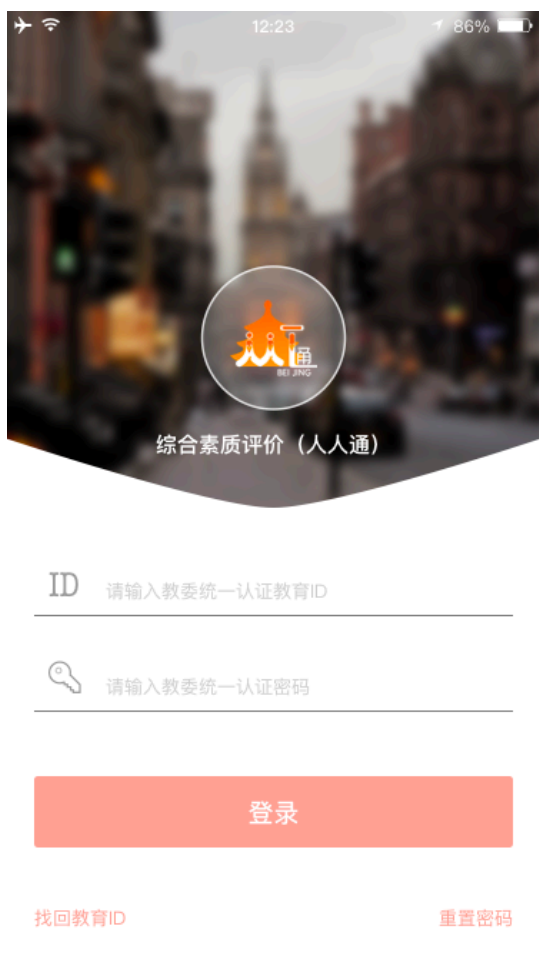 12:23
86%
通
BEI JING
综合素质评价（人人通）
ID
请输入教委统一认证教育ID
请输入教委统一认证密码
登录
找回教育ID
重置密码